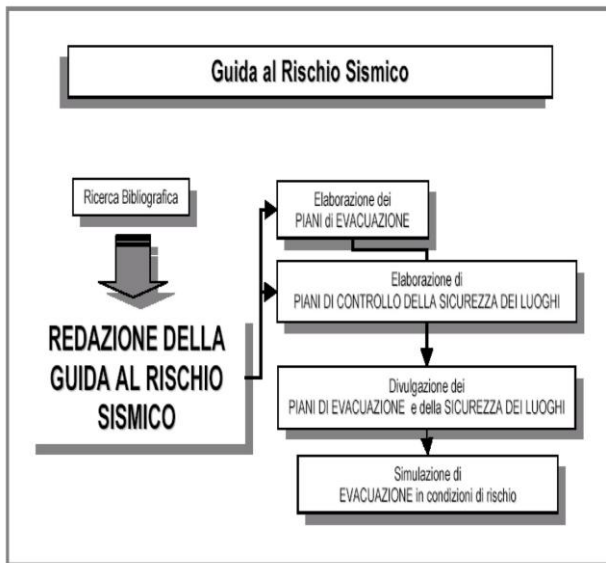 Guida al Rischio Sismico
Ricerca Bibliografica
REDAZIONE DELLA
GUIDA AL RISCHIO
SISMICO
Elaborazione dei
PIANI di EVACUAZIONE
Elaborazione di
PIANI DI CONTROLLO DELLA SICUREZZA DEI LUOGHI
Divulgazione dei
PIANI DI EVACUAZIONE e della SICUREZZA DEI LUOGHI
Simulazione di
EVACUAZIONE in condizioni di rischio